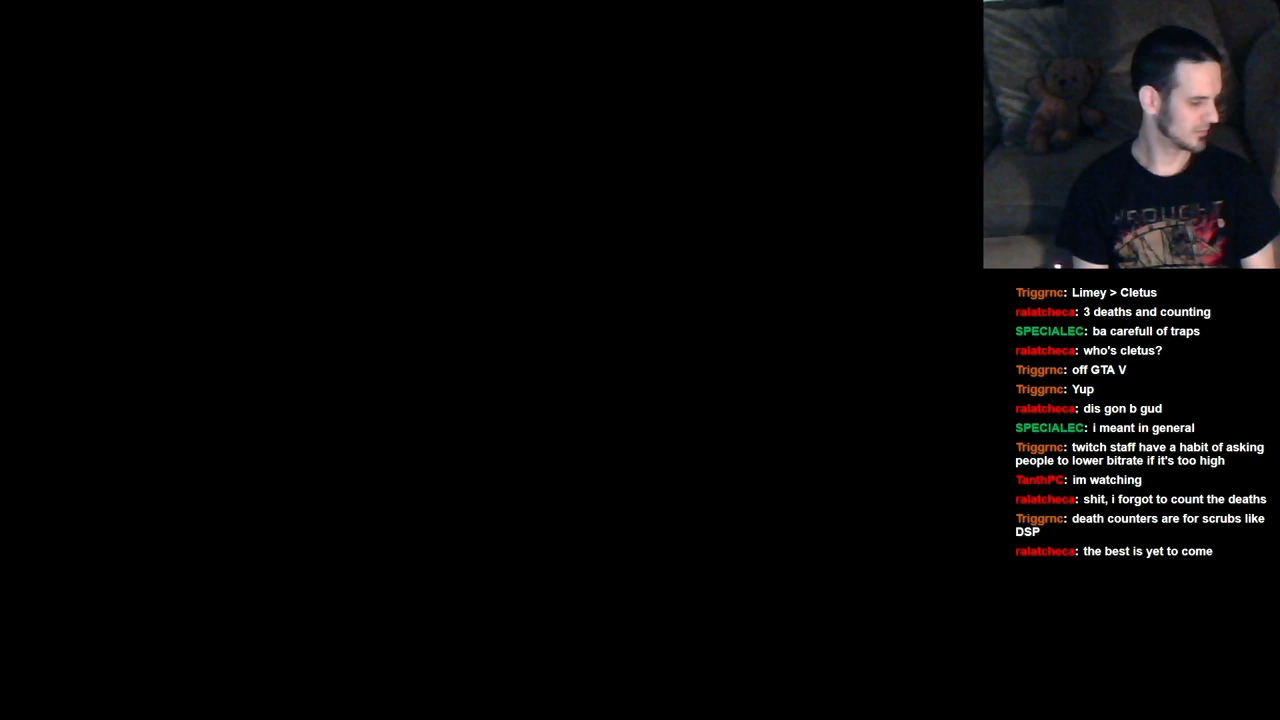 Triggrnc: Limey > Cletus
ralatcheca: 3 deaths and counting
SPECIALEC: ba carefull of traps
ralatcheca: who's cletus?
Triggrnc: off GTA V
Triggrnc: Yup
ralatcheca: dis gon b gud
SPECIALEC: i meant in general
Triggrnc: twitch staff have a habit of asking
people to lower bitrate if it's too high
TanthPC: im watching
ralatcheca: shit, i forgot to count the deaths
Triggrnc: death counters are for scrubs like
DSP
ralatcheca: the best is yet to come